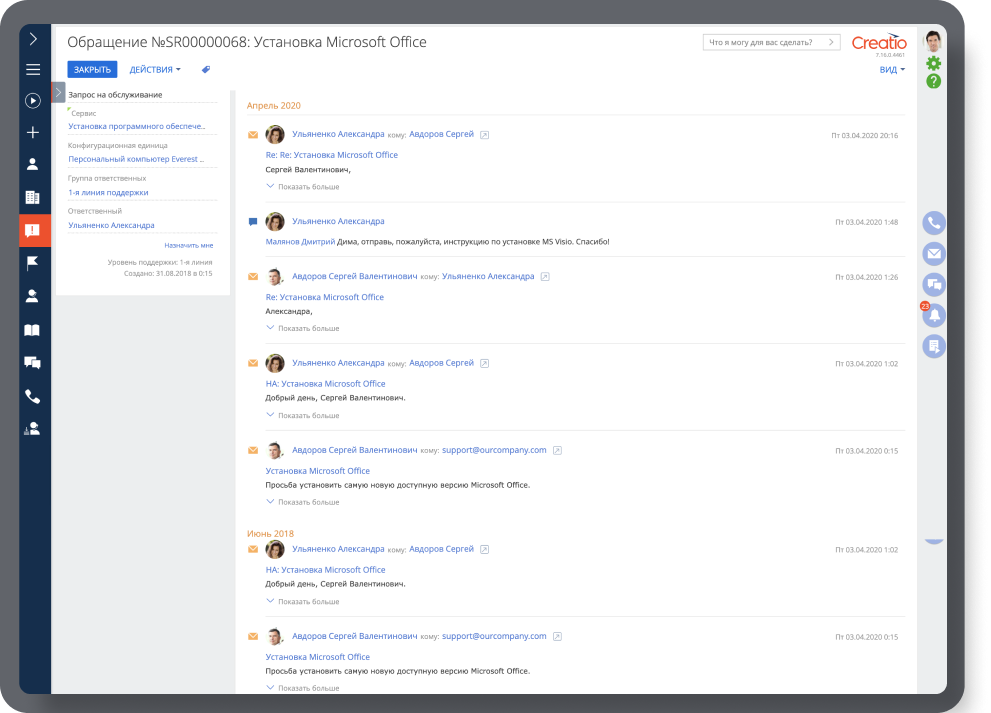 Обращение №SR00000068: Установка Microsoft Office
Что я могу для вас сделать?
Creatio
7.16.0.4461
ЗАКРЫТЬ
ДЕЙСТВИЯ
ВИД
Запрос на обслуживание
Сервис
Установка программного обеспече...
Конфигурационная единица
Персональный компьютер Everest ...
Группа ответственных
1-я линия поддержки
Ответственный
Ульяненко Александра
Назначить мне
Уровень поддержки: 1-я линия
Создано: 31.08.2018 в 0:15
Апрель 2020
Ульяненко Александра кому: Авдоров Сергей
Пт 03.04.2020 20:16
Re: Re: Установка Microsoft Office
Сергей Валентинович,
Показать больше
Ульяненко Александра
Пт 03.04.2020 1:48
Малянов Дмитрий Дима, отправь, пожалуйста, инструкцию по установке MS Visio. Спасибо!
Авдоров Сергей Валентинович кому: Ульяненко Александра
Пт 03.04.2020 1:26
Re: Установка Microsoft Office
Александра,
Показать больше
Ульяненко Александра кому: Авдоров Сергей
Пт 03.04.2020 1:02
НА: Установка Microsoft Office
Добрый день, Сергей Валентинович.
Показать больше
Авдоров Сергей Валентинович кому: support@ourcompany.com
Пт 03.04.2020 0:15
Установка Microsoft Office
Просьба установить самую новую доступную версию Microsoft Office.
Показать больше
23
Июнь 2018
Ульяненко Александра кому: Авдоров Сергей
Пт 03.04.2020 1:02
НА: Установка Microsoft Office
Добрый день, Сергей Валентинович.
Показать больше
Авдоров Сергей Валентинович кому: support@ourcompany.com
Пт 03.04.2020 0:15
Установка Microsoft Office
Просьба установить самую новую доступную версию Microsoft Office.
Показать больше